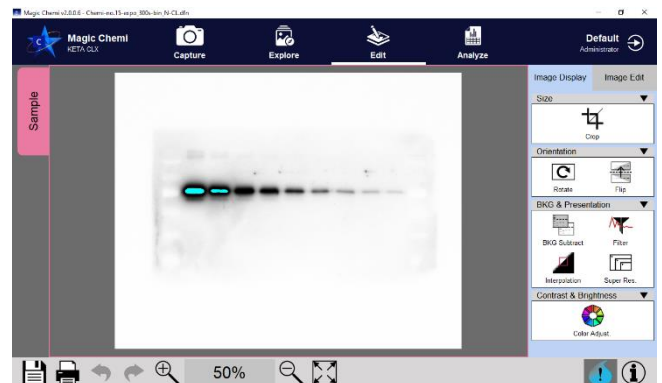 Magic Chemi v2.0.0.6 - Chemi-no.15-expo_300s-bin_N-CL.dfn
Magic Chemi
KETA CLX
Capture
Explore
Edit
Analyze
Default
Administrator
Sample
Image Display
Image Edit
Size
Crop
Orientation
Rotate
Flip
BKG & Presentation
BKG Subtract
Filter
Interpolation
Super Res.
Contrast & Brightness
Color Adjust.
50%